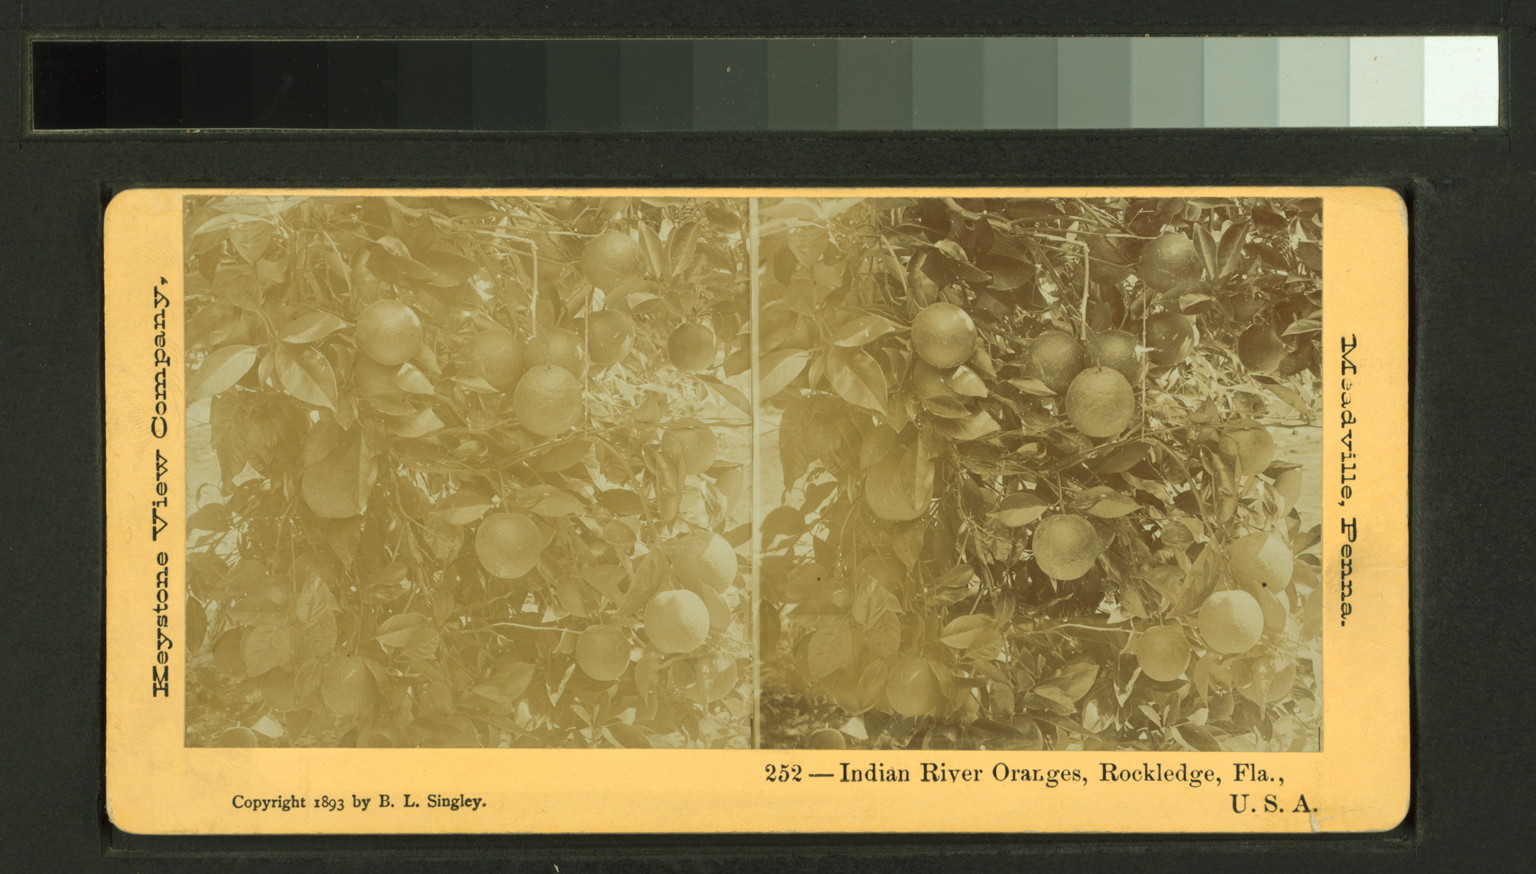 Keystone View Company,
Meadville, Penna.
252 — Indian River Oranges, Rockledge, Fla.,
U. S. A.
Copyright 1893 by B. L. Singley.